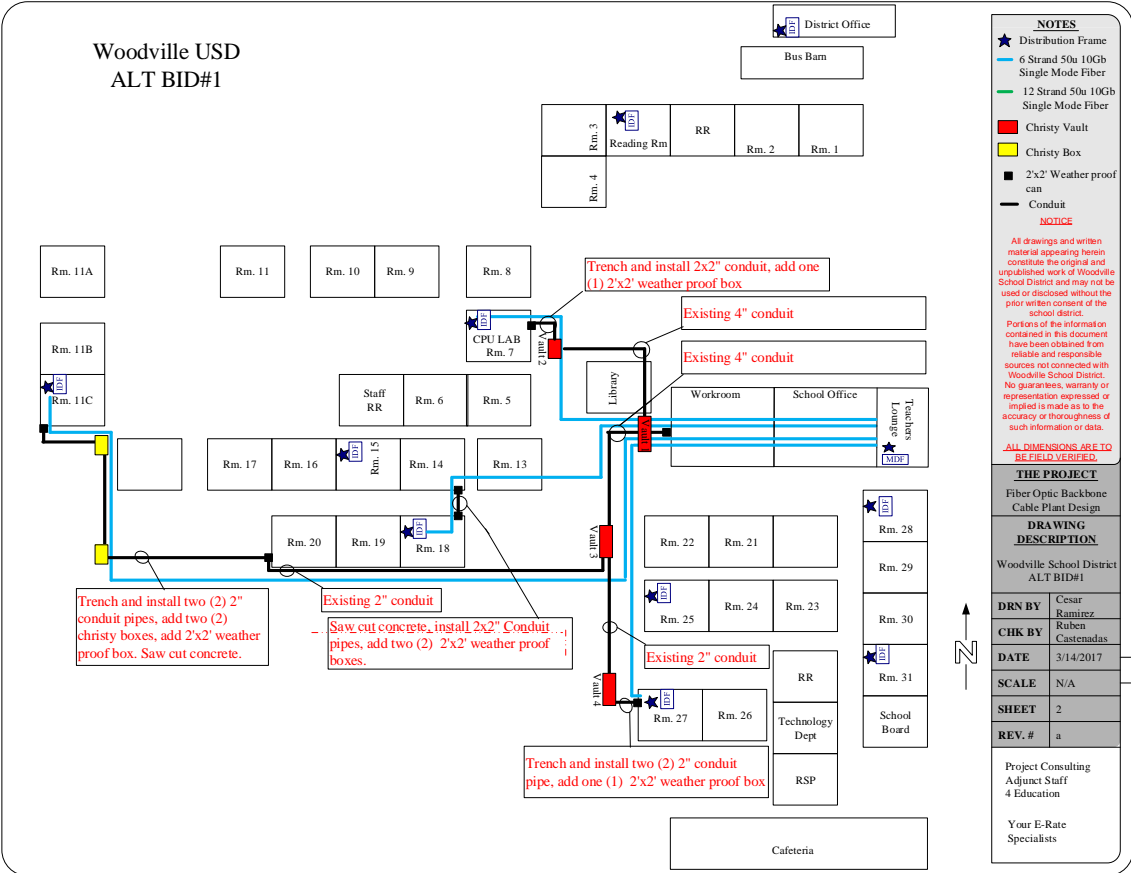 Woodville USD
ALT BID#1
IDF
District Office
Bus Barn
Rm. 3
IDF
Reading Rm
RR
Rm. 2
Rm. 1
Rm. 4
Rm. 11A
Rm. 11
Rm. 10
Rm. 9
Rm. 8
Trench and install 2x2" conduit, add one
(1) 2'x2' weather proof box
Existing 4" conduit
Existing 4" conduit
IDF
CPU LAB
Rm. 7
Vault 2
Rm. 11B
IDF
Rm. 11C
Staff
RR
Rm. 6
Rm. 5
Library
Workroom
School Office
Teachers
Lounge
MDF
Vault
Rm. 17
Rm. 16
IDF
Rm. 15
Rm. 14
Rm. 13
Rm. 20
Rm. 19
IDF
Rm. 18
Vault 3
Rm. 22
Rm. 21
IDF
Rm. 28
Rm. 29
IDF
Rm. 25
Rm. 24
Rm. 23
Rm. 30
IDF
Rm. 31
School
Board
Trench and install two (2) 2"
conduit pipes, add two (2)
christy boxes, add 2'x2' weather
proof box. Saw cut concrete.
Existing 2" conduit
Saw cut concrete, install 2x2" Conduit
pipes, add two (2) 2'x2' weather proof
boxes.
Existing 2" conduit
Vault 4
IDF
Rm. 27
Rm. 26
RR
Technology
Dept
RSP
Trench and install two (2) 2" conduit
pipe, add one (1) 2'x2' weather proof box
Cafeteria
N
NOTES
Distribution Frame
6 Strand 50u 10Gb
Single Mode Fiber
12 Strand 50u 10Gb
Single Mode Fiber
Christy Vault
Christy Box
2'x2' Weather proof
can
Conduit
NOTICE
All drawings and written
material appearing herein
constitute the original and
unpublished work of Woodville
School District and may not be
used or disclosed without the
prior written consent of the
school district.
Portions of the information
contained in this document
have been obtained from
reliable and responsible
sources not connected with
Woodville School District.
No guarantees, warranty or
representation expressed or
implied is made as to the
accuracy or thoroughness of
such information or data.
ALL DIMENSIONS ARE TO
BE FIELD VERIFIED.
THE PROJECT
Fiber Optic Backbone
Cable Plant Design
DRAWING
DESCRIPTION
Woodville School District
ALT BID#1
DRN BY Cesar
Ramirez
CHK BY Ruben
Castenadas
DATE 3/14/2017
SCALE N/A
SHEET 2
REV. # a
Project Consulting
Adjunct Staff
4 Education
Your E-Rate
Specialists